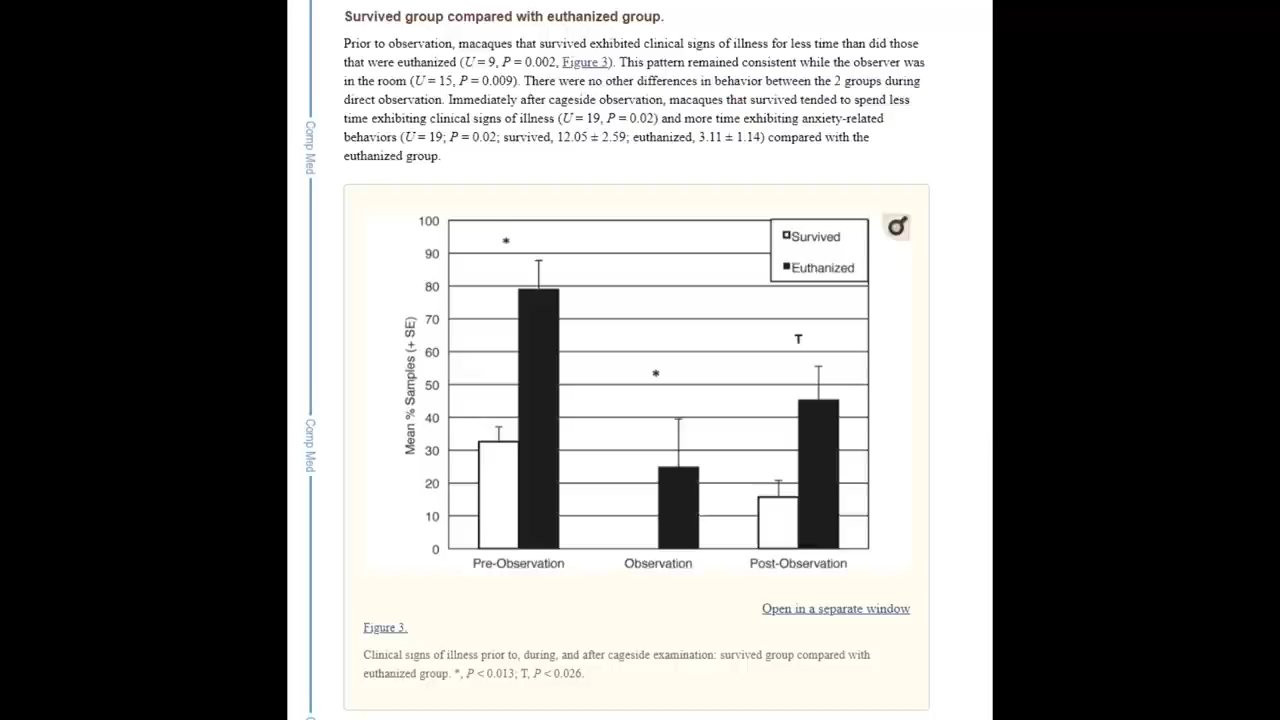 Survived group compared with euthanized group.
Prior to observation, macaques that survived exhibited clinical signs of illness for less time than did those
that were euthanized (U = 9, P = 0.002, Figure 3). This pattern remained consistent while the observer was
in the room (U = 15, P = 0.009). There were no other differences in behavior between the 2 groups during
direct observation. Immediately after cageside observation, macaques that survived tended to spend less
time exhibiting clinical signs of illness (U = 19, P = 0.02) and more time exhibiting anxiety-related
behaviors (U = 19; P = 0.02; survived, 12.05 ± 2.59; euthanized, 3.11 ± 1.14) compared with the
euthanized group.
Comp Med
Comp Med
100
90
80
70
60
50
40
30
20
10
0
Mean % Samples (+ SE)
*
*
T
Survived
Euthanized
Pre-Observation
Observation
Post-Observation
Open in a separate window
Figure 3.
Clinical signs of illness prior to, during, and after cageside examination: survived group compared with
euthanized group. *, P < 0.013; T, P < 0.026.